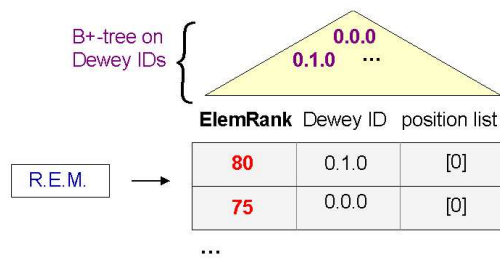 B+-tree on
Dewey IDs
0.0.0
0.1.0 ...
ElemRank Dewey ID position list
R.E.M.
80 0.1.0 [0]
75 0.0.0 [0]
...